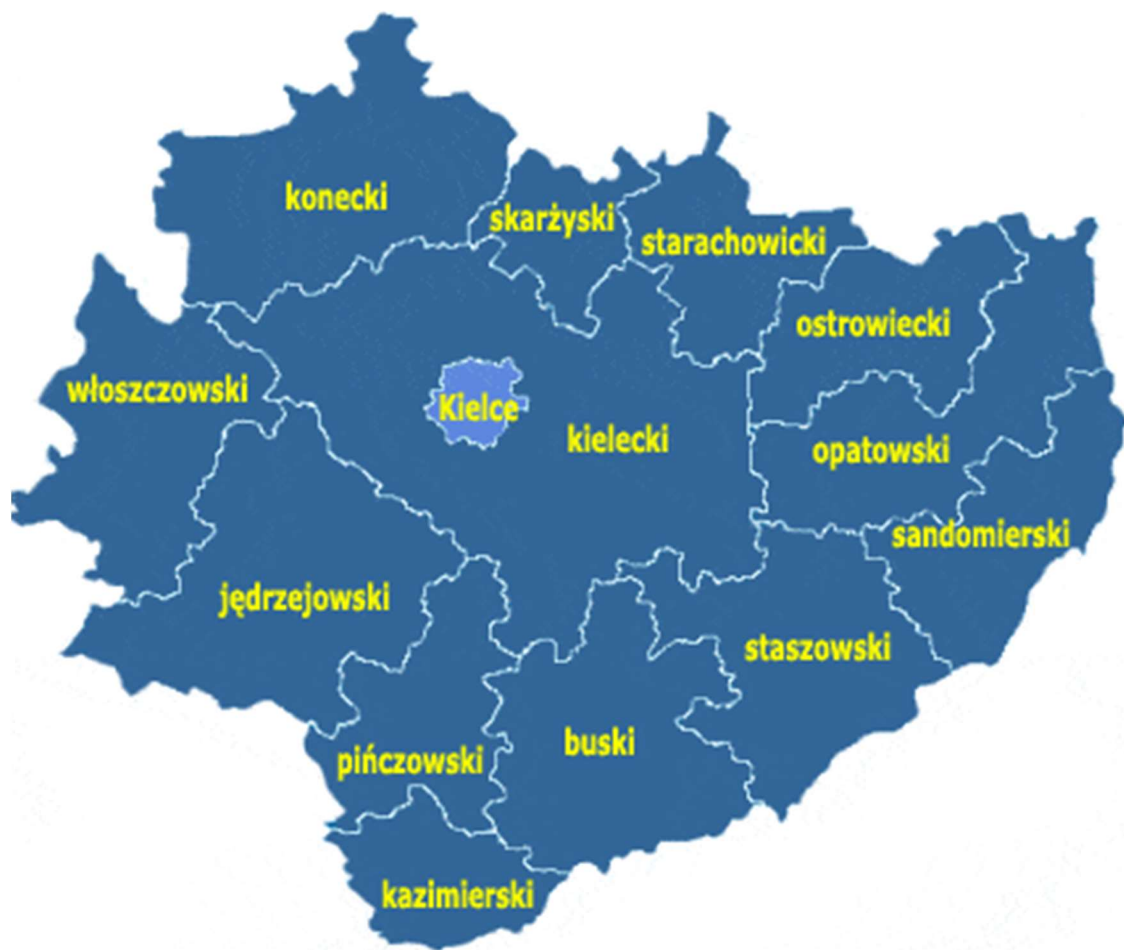 konecki
skarżyski
starachowicki
ostrowiecki
włoszczowski
Kielce
kielecki
opatowski
sandomierski
jędrzejowski
staszowski
buski
pińczowski
kazimierski